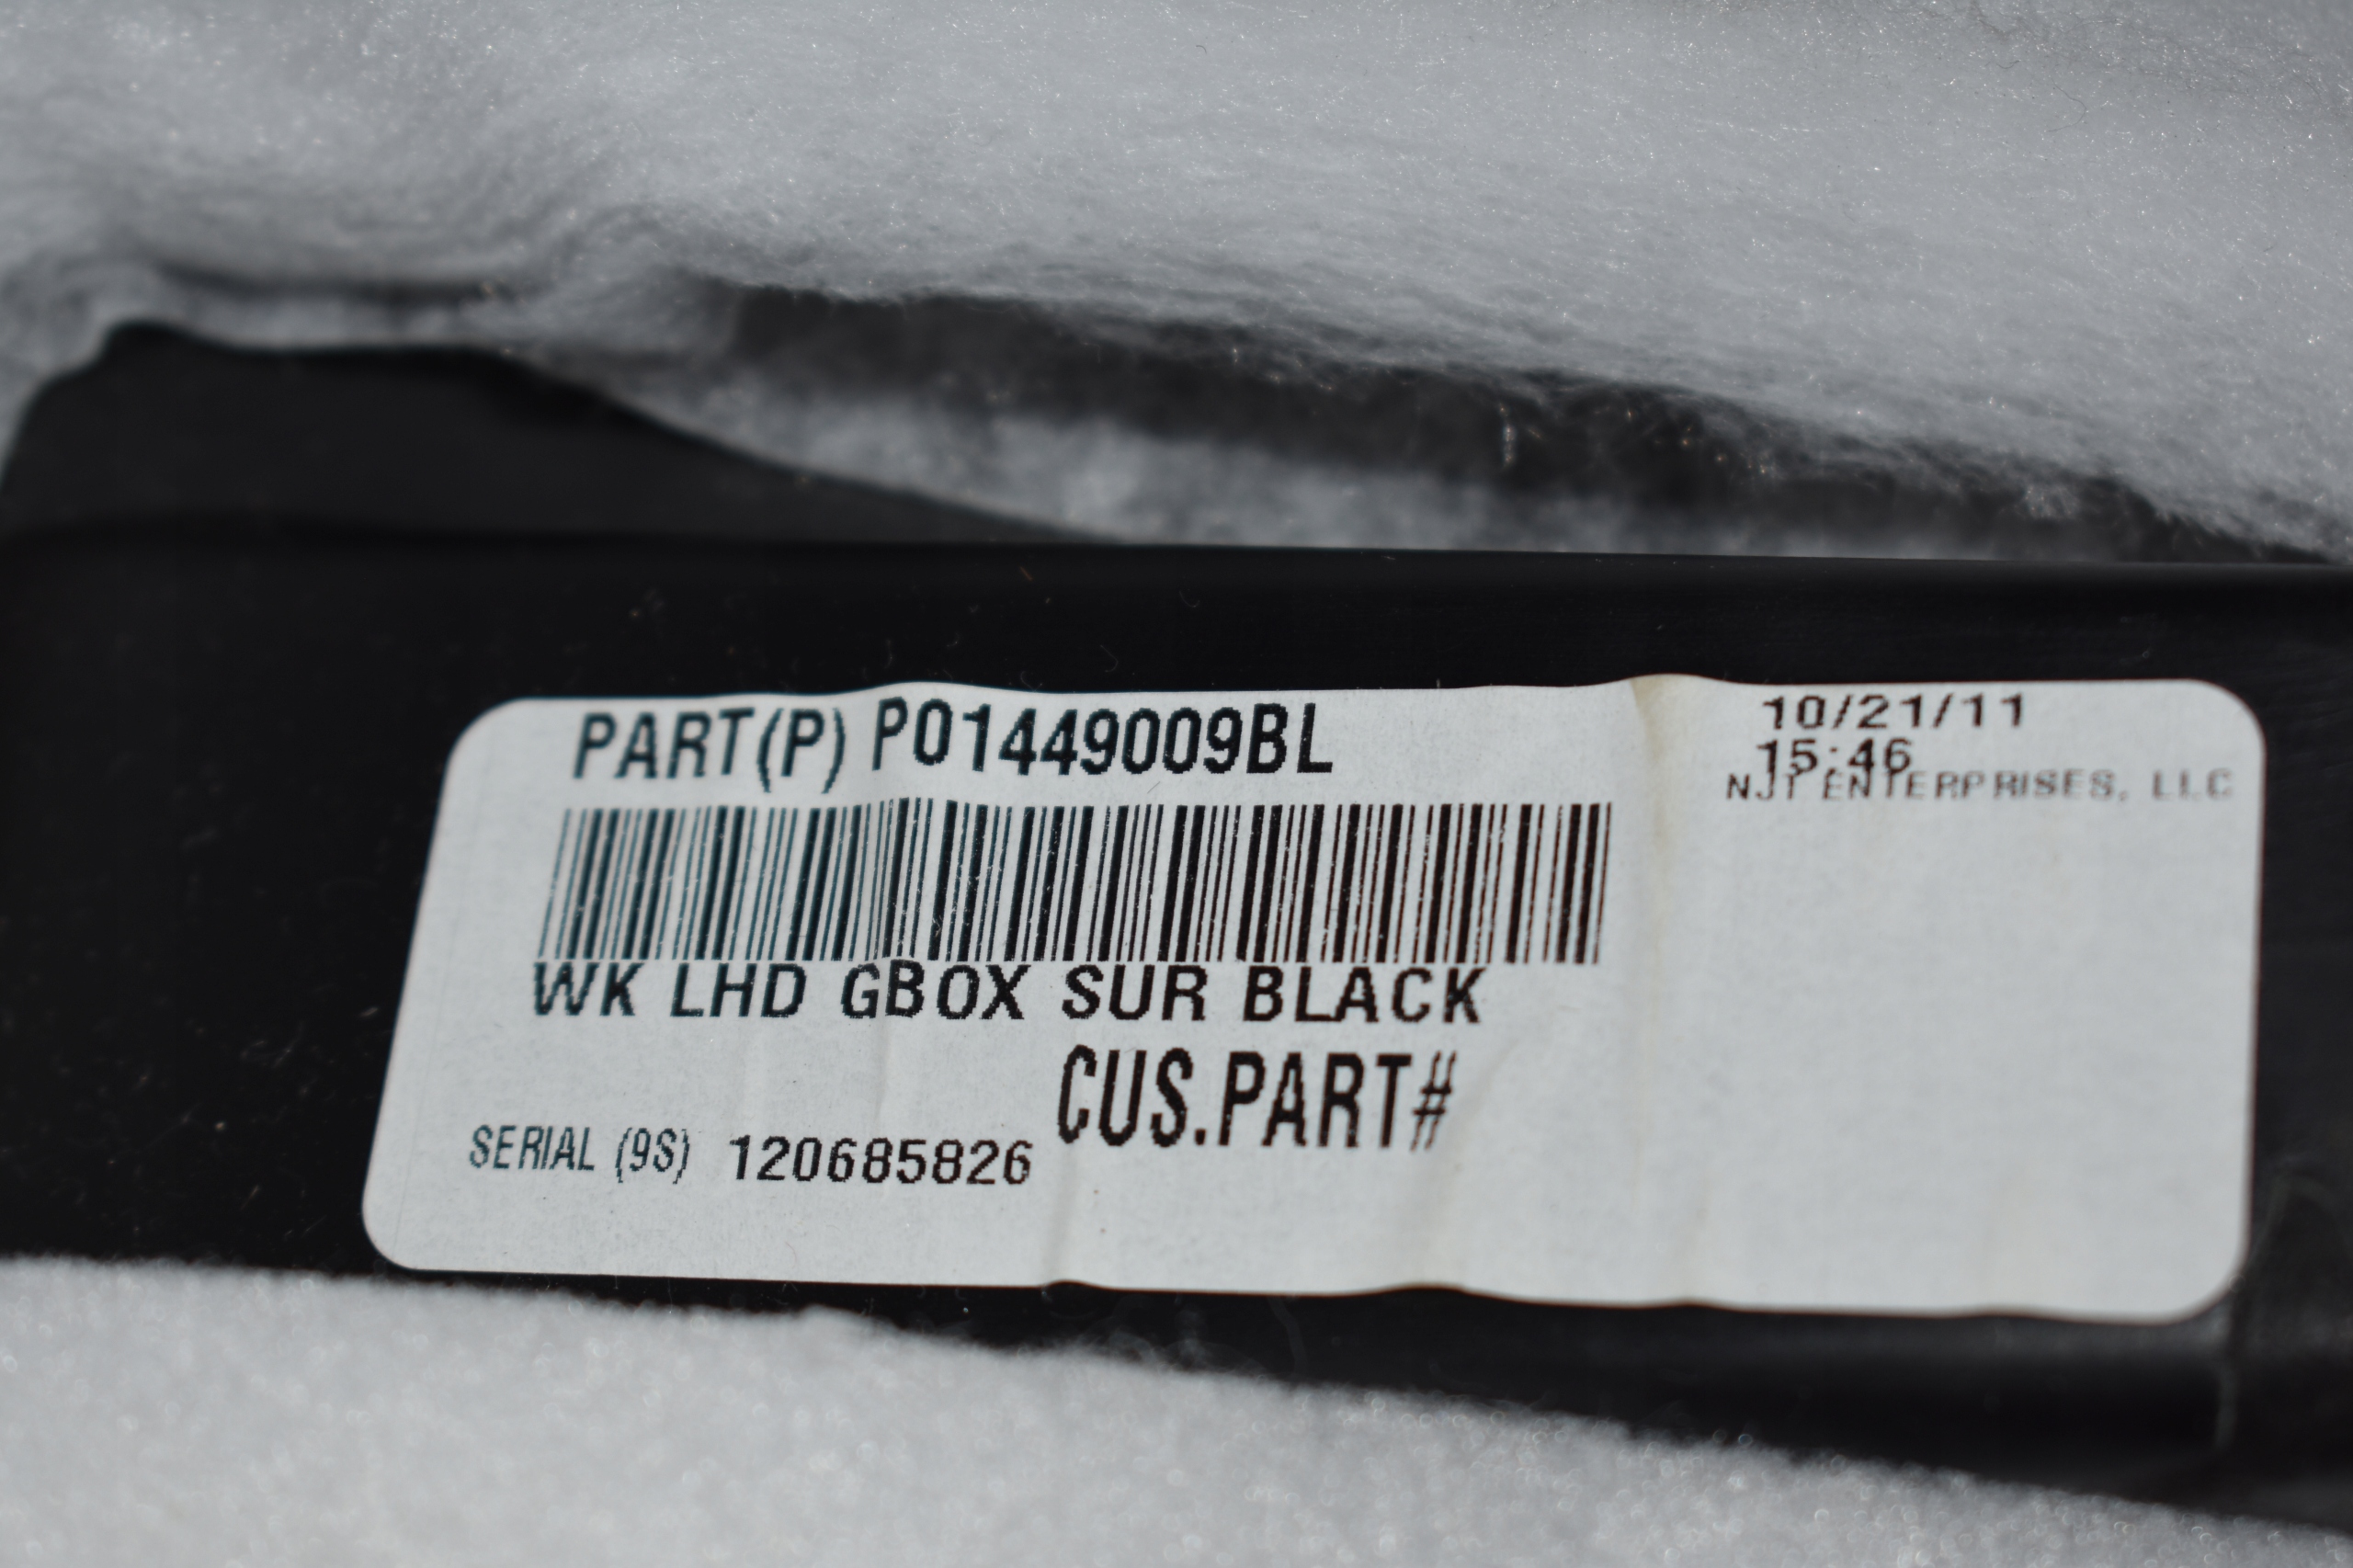 PART(P) P01449009BL
10/21/11
15:46
NJT ENTERPRISES, LLC
WK LHD GBOX SUR BLACK
CUS.PART#
SERIAL (9S) 120685826